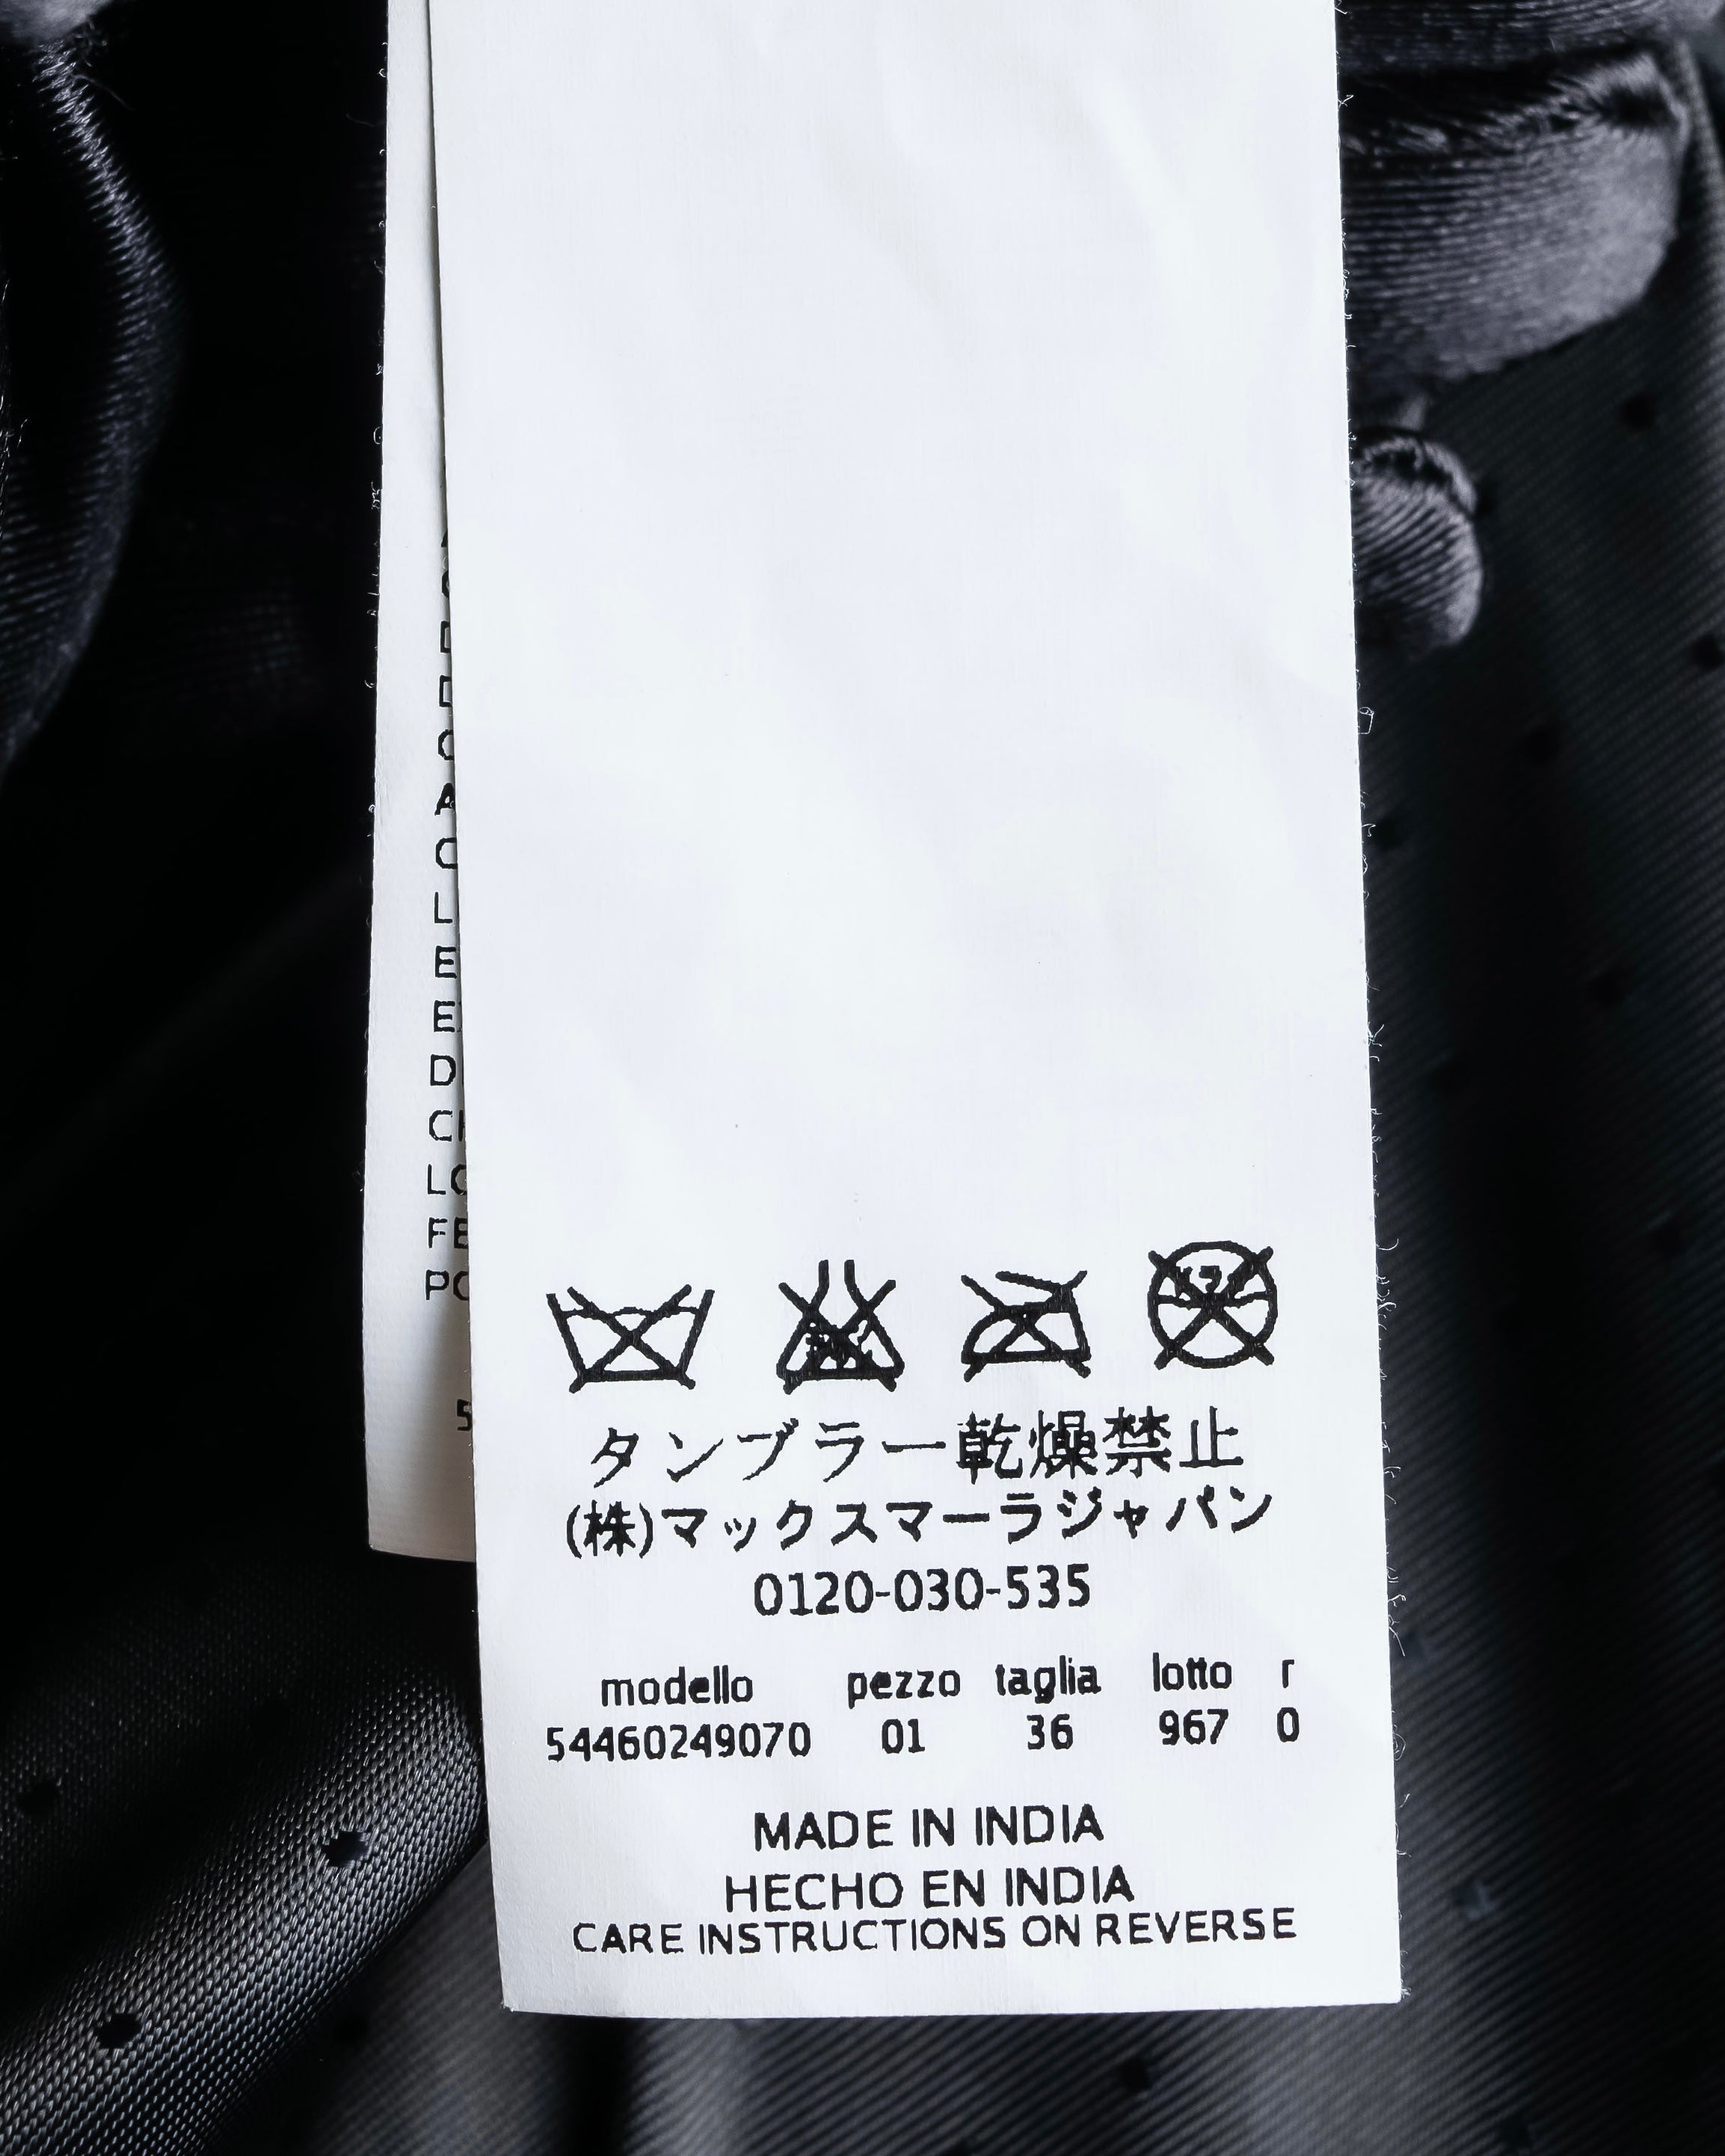 タンブラー乾燥禁止
(株)マックスマーラジャパン
0120-030-535
modello pezzo taglia lotto r
54460249070 01 36 967 0
MADE IN INDIA
HECHO EN INDIA
CARE INSTRUCTIONS ON REVERSE